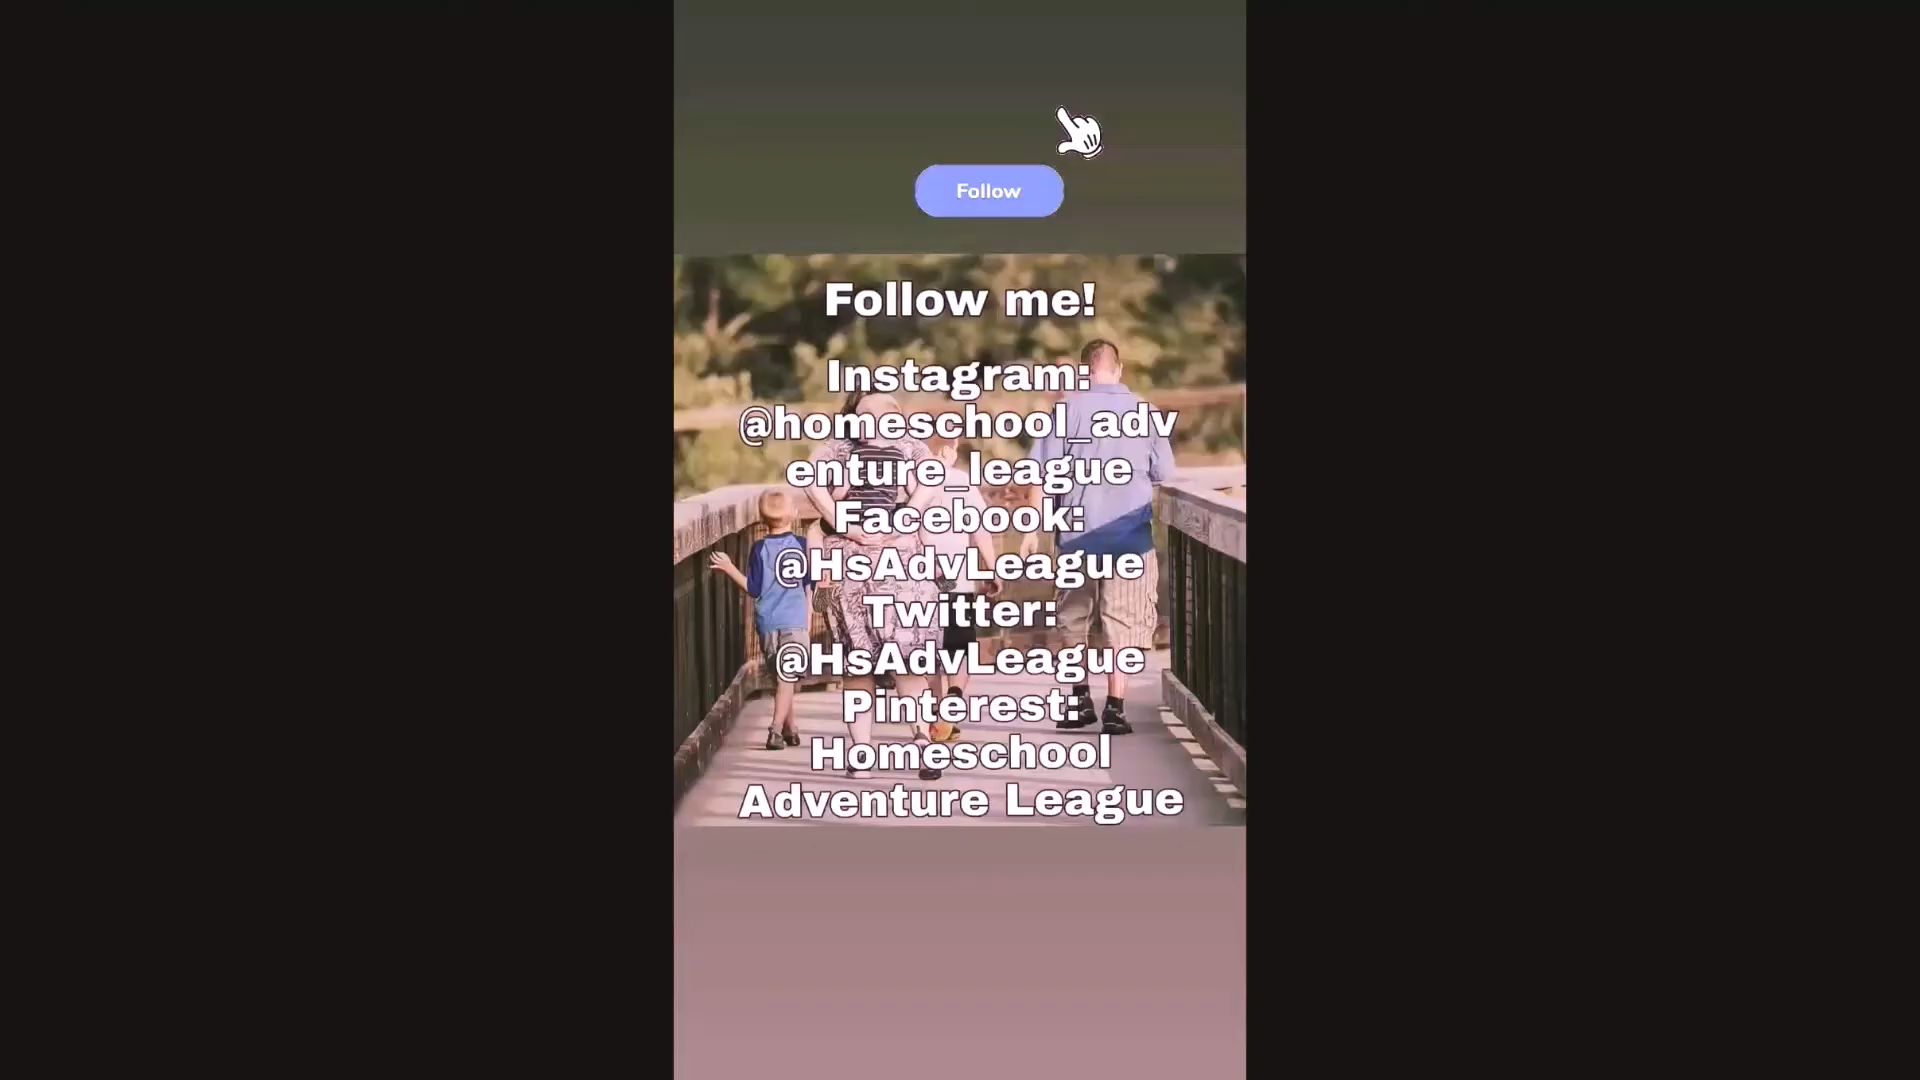 Follow
Follow me!
Instagram:
@homeschool_adv
enture_league
Facebook:
@HsAdvLeague
Twitter:
@HsAdvLeague
Pinterest:
Homeschool
Adventure League